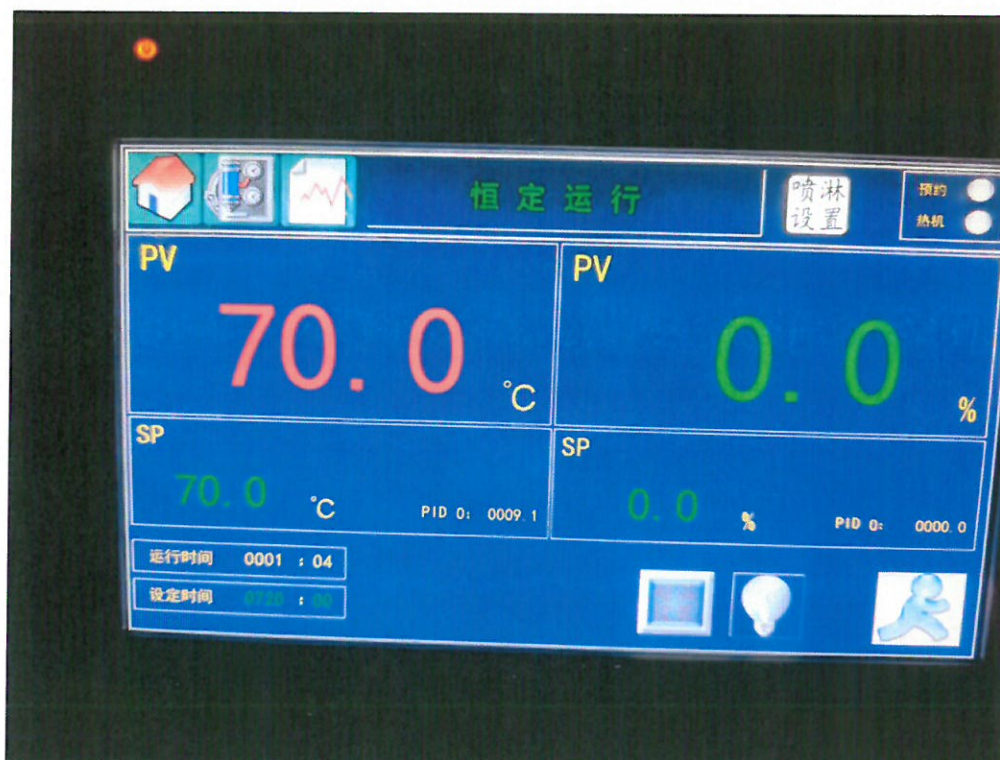 恒定运行
喷淋
设置
预约
热机
PV
70.0 ℃
PV
0.0 %
SP
70.0 ℃ PID 0: 0009.1
SP
0.0 % PID 0: 0000.0
运行时间 0001 : 04
设定时间 0720 : 00